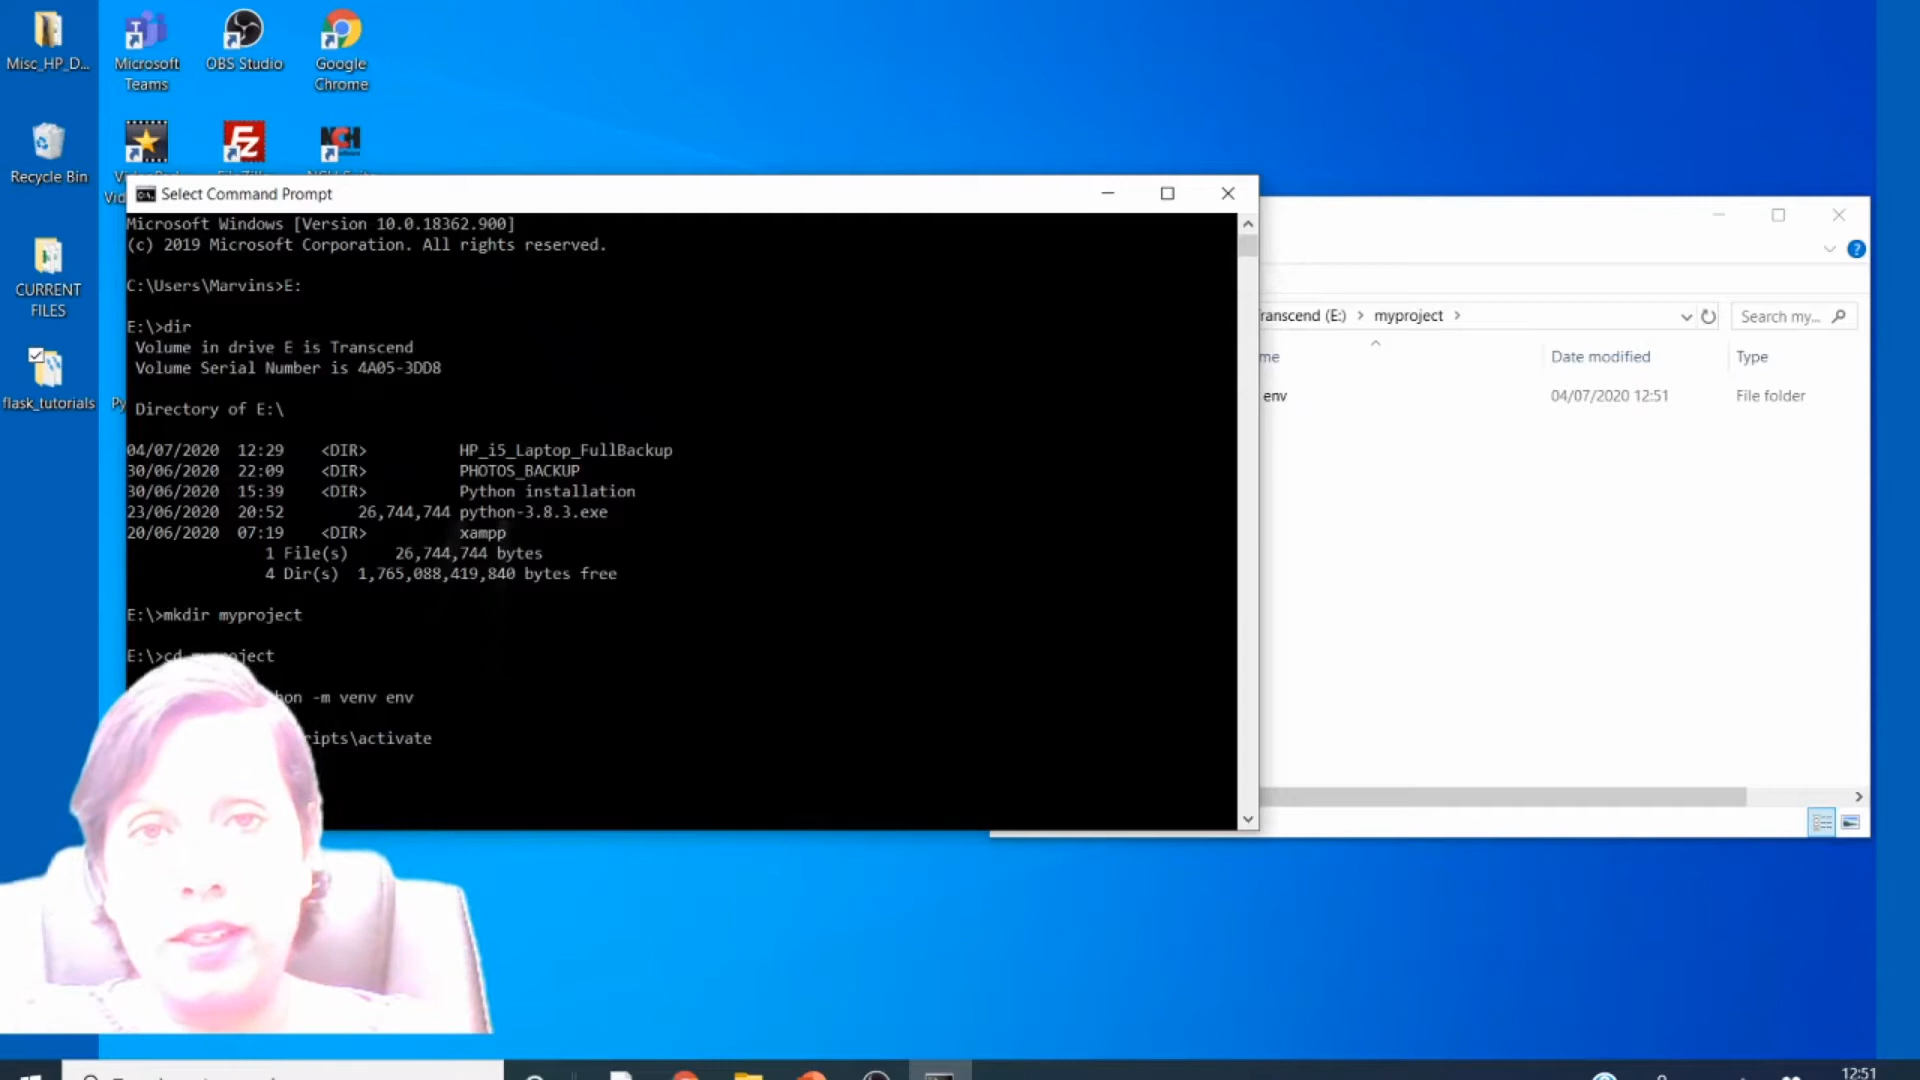 Misc_HP_D...
Microsoft Teams
OBS Studio
Google Chrome
Recycle Bin
CURRENT FILES
flask_tutorials
Select Command Prompt
Microsoft Windows [Version 10.0.18362.900]
(c) 2019 Microsoft Corporation. All rights reserved.
C:\Users\Marvins>E:
E:\>dir
Volume in drive E is Transcend
Volume Serial Number is 4A05-3DD8
Directory of E:\
04/07/2020 12:29 <DIR> HP_i5_Laptop_FullBackup
30/06/2020 22:09 <DIR> PHOTOS_BACKUP
30/06/2020 15:39 <DIR> Python installation
23/06/2020 20:52 26,744,744 python-3.8.3.exe
20/06/2020 07:19 <DIR> xampp
1 File(s) 26,744,744 bytes
4 Dir(s) 1,765,088,419,840 bytes free
E:\>mkdir myproject
E:\>cd myproject
hon -m venv env
ripts\activate
ranscend (E:) > myproject >
Search my...
me
Date modified
Type
env
04/07/2020 12:51
File folder
12:51